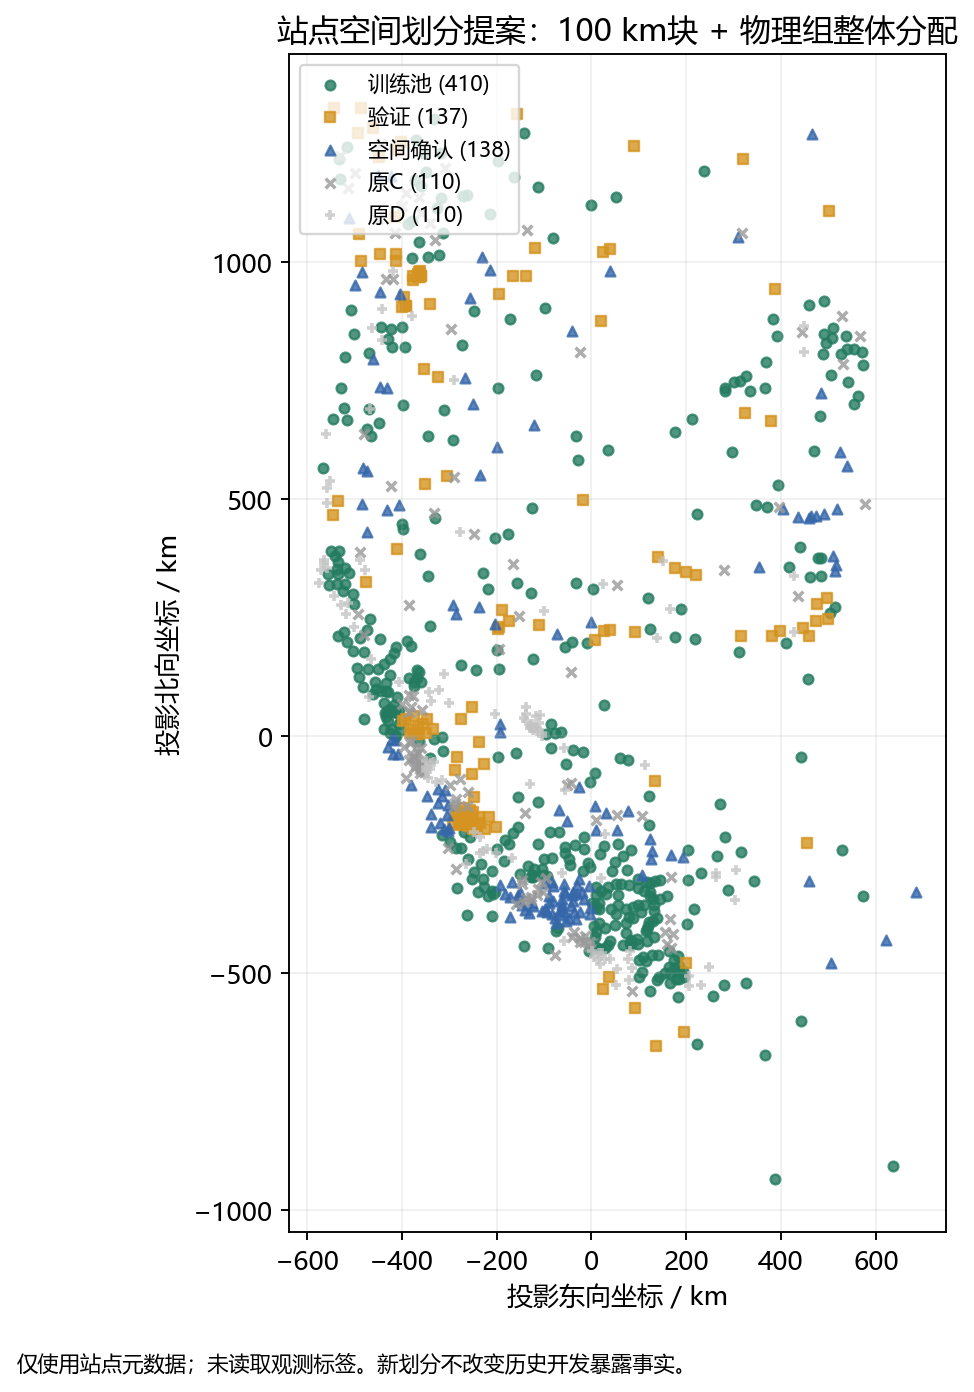 站点空间划分提案：100 km块 + 物理组整体分配
训练池 (410)
验证 (137)
空间确认 (138)
原C (110)
原D (110)
1000
500
0
−500
−1000
投影北向坐标 / km
−600 −400 −200 0 200 400 600
投影东向坐标 / km
仅使用站点元数据；未读取观测标签。新划分不改变历史开发暴露事实。